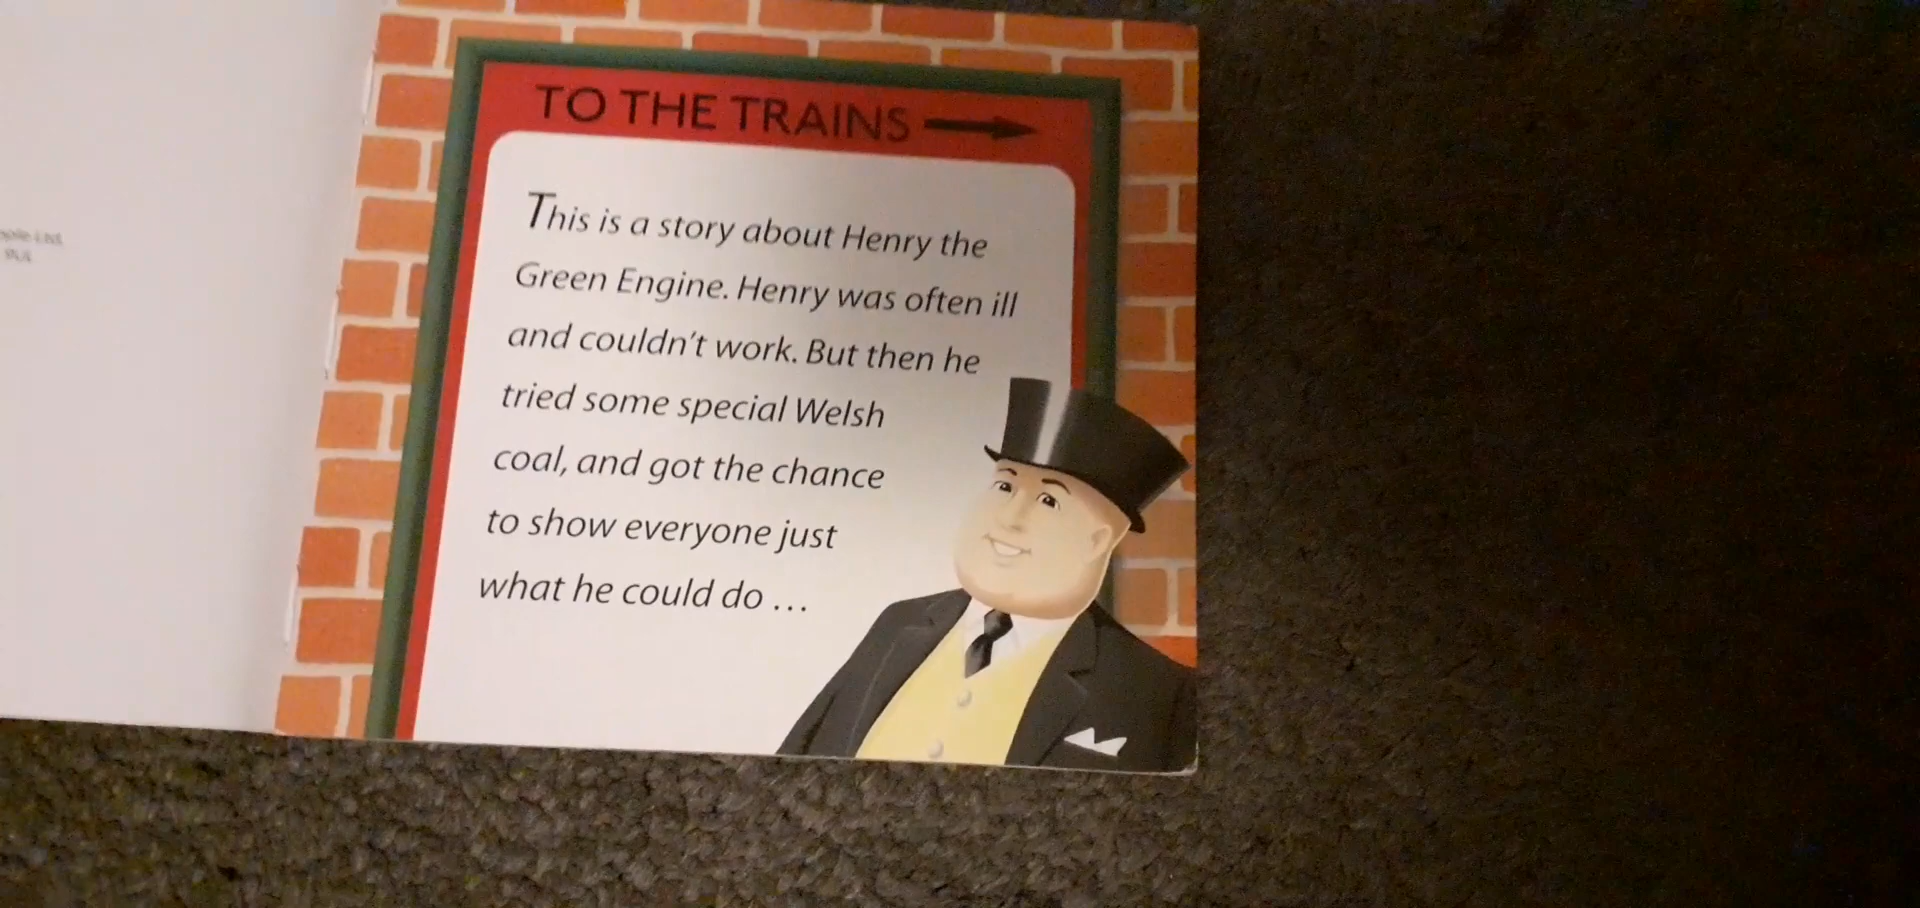 TO THE TRAINS
This is a story about Henry the
Green Engine. Henry was often ill
and couldn't work. But then he
tried some special Welsh
coal, and got the chance
to show everyone just
what he could do ...